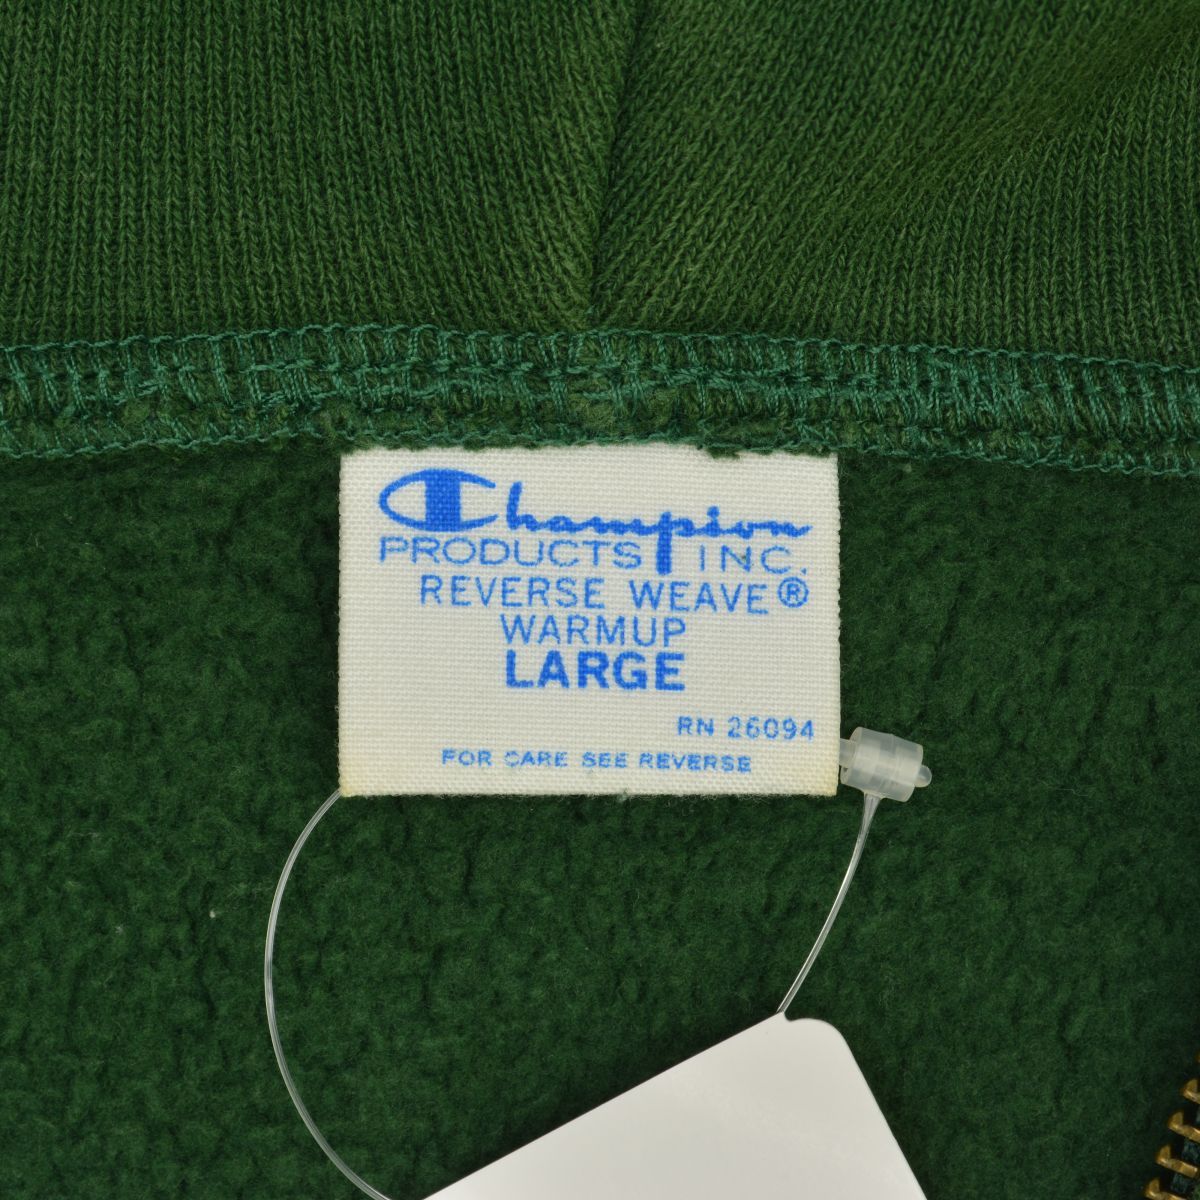 Champion
PRODUCTS INC.
REVERSE WEAVE®
WARMUP
LARGE
RN 26094
FOR CARE SEE REVERSE